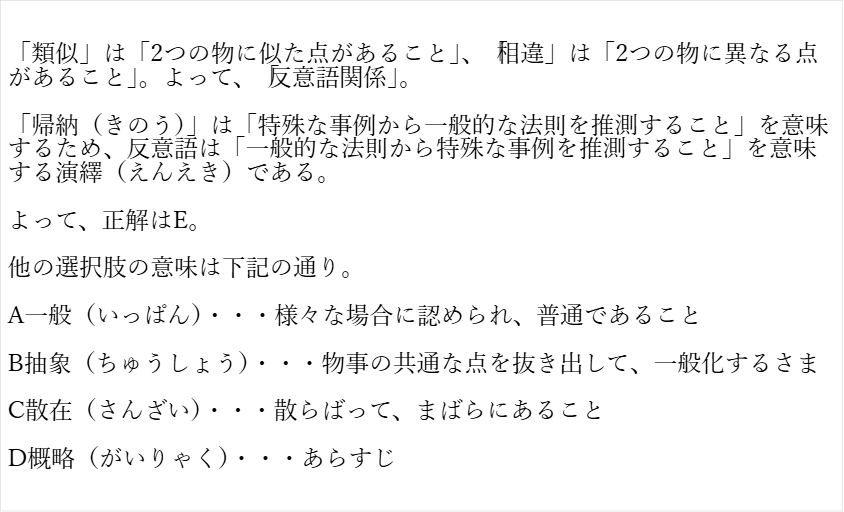 「類似」は「2つの物に似た点があること」、「相違」は「2つの物に異なる点
があること」。よって、「反意語関係」。
「帰納（きのう）」は「特殊な事例から一般的な法則を推測すること」を意味
するため、反意語は「一般的な法則から特殊な事例を推測すること」を意味
する演繹（えんえき）である。
よって、正解はE。
他の選択肢の意味は下記の通り。
A一般（いっぱん）・・・様々な場合に認められ、普通であること
B抽象（ちゅうしょう）・・・物事の共通な点を抜き出して、一般化するさま
C散在（さんざい）・・・散らばって、まばらにあること
D概略（がいりゃく）・・・あらすじ